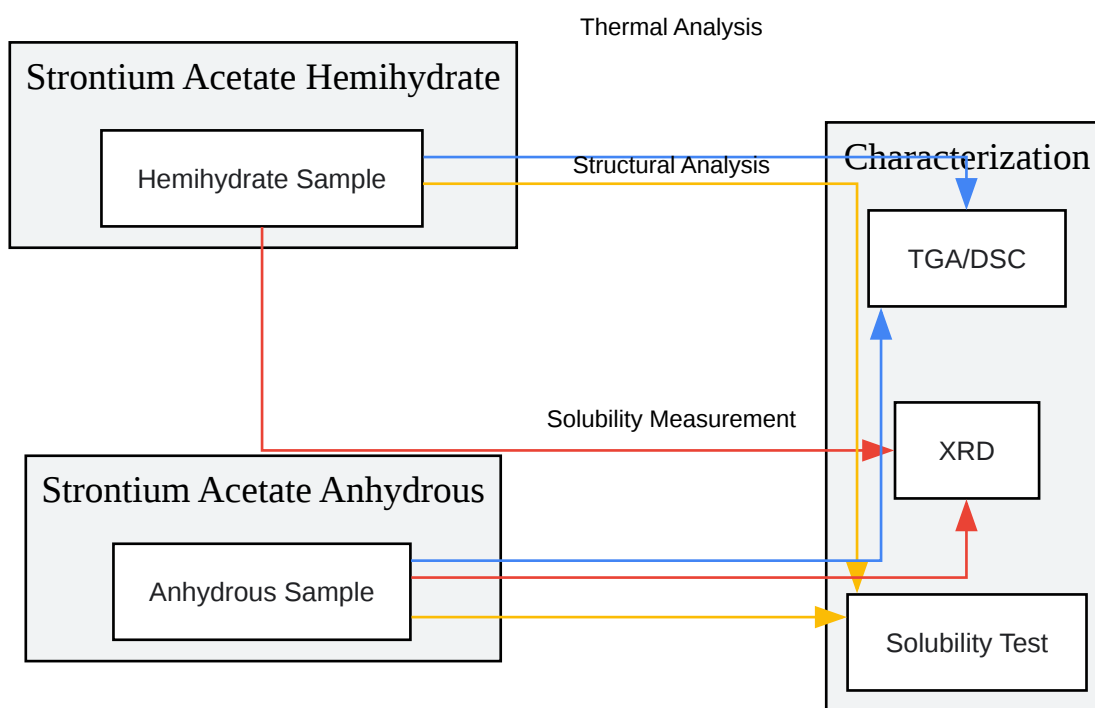 Thermal Analysis
Strontium Acetate Hemihydrate
Hemihydrate Sample
Structural Analysis
Characterization
TGA/DSC
Solubility Measurement
XRD
Strontium Acetate Anhydrous
Anhydrous Sample
Solubility Test